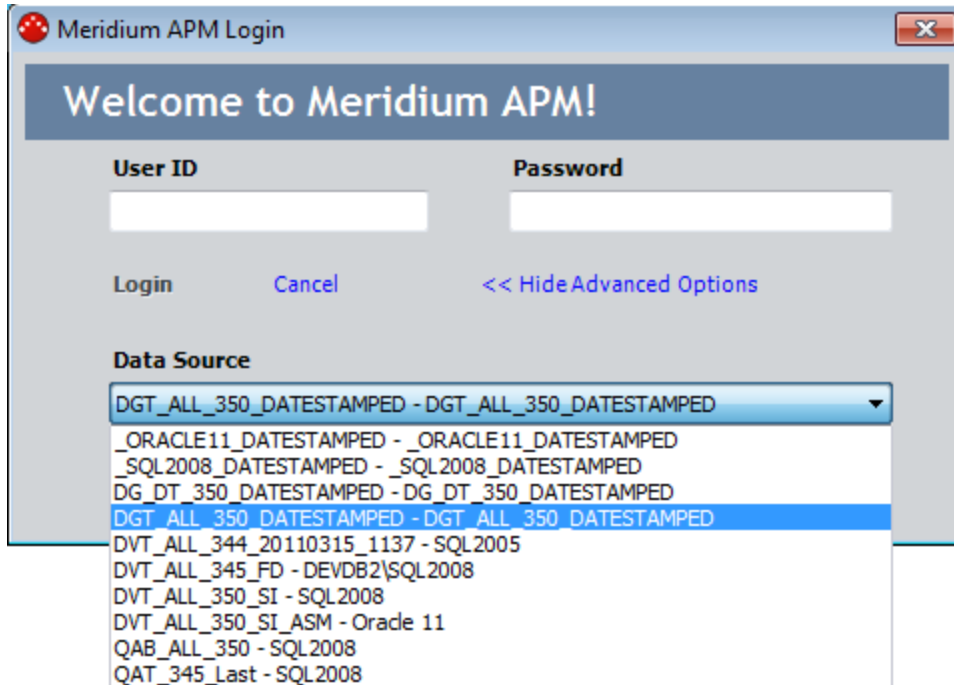 Meridium APM Login
Welcome to Meridium APM!
User ID Password
Login Cancel << Hide Advanced Options
Data Source
DGT_ALL_350_DATESTAMPED - DGT_ALL_350_DATESTAMPED
_ORACLE11_DATESTAMPED - _ORACLE11_DATESTAMPED
_SQL2008_DATESTAMPED - _SQL2008_DATESTAMPED
DG_DT_350_DATESTAMPED - DG_DT_350_DATESTAMPED
DGT_ALL_350_DATESTAMPED - DGT_ALL_350_DATESTAMPED
DVT_ALL_344_20110315_1137 - SQL2005
DVT_ALL_345_FD - DEVDB2\SQL2008
DVT_ALL_350_SI - SQL2008
DVT_ALL_350_SI_ASM - Oracle 11
QAB_ALL_350 - SQL2008
QAT_345_Last - SQL2008